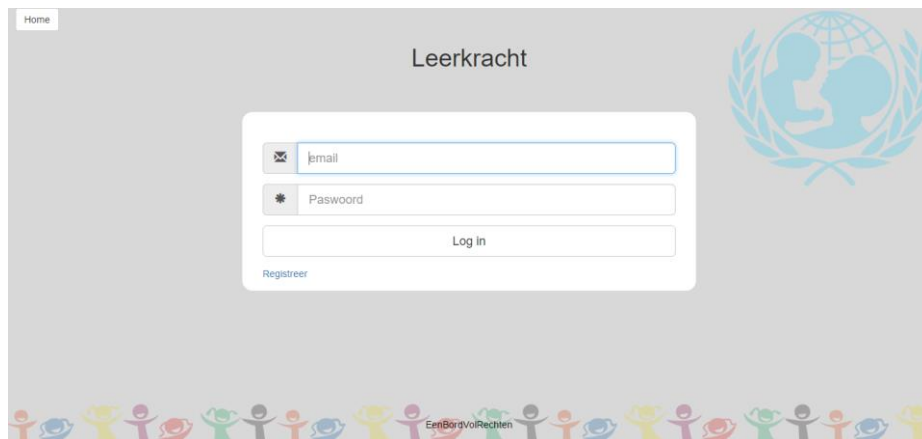 Home
Leerkracht
email
Paswoord
Log in
Registreer
EenBordVolRechten